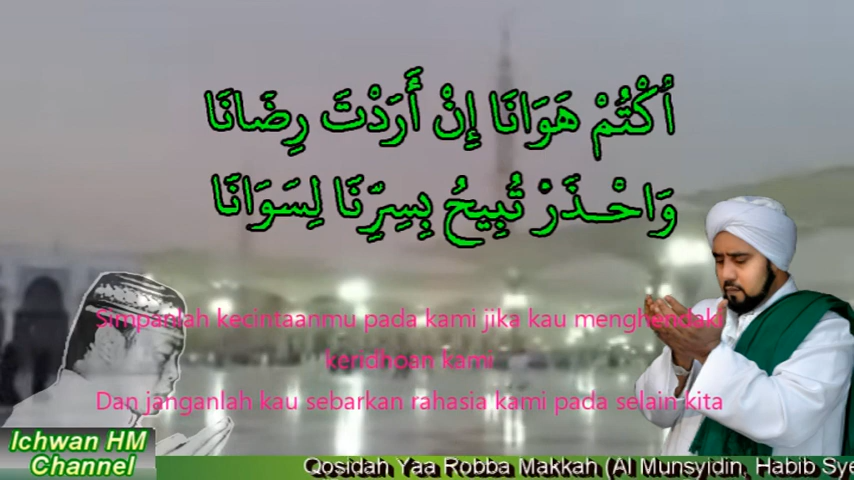 اُكْتُمْ هَوَانَا إِنْ أَرَدْتَ رِضَانَا
وَاحْـذَرْ تُبِيحُ بِسِرِّنَا لِسَوَانَا
Simpanlah kecintaanmu pada kami jika kau menghendaki
keridhoan kami
Dan janganlah kau sebarkan rahasia kami pada selain kita
Ichwan HM
Channel
Qosidah Yaa Robba Makkah (Al Munsyidin, Habib Sye